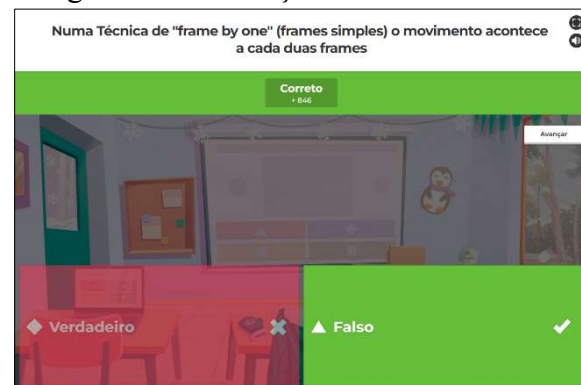 Numa Técnica de "frame by one" (frames simples) o movimento acontece
a cada duas frames
Correto
+ 846
Avançar
Verdadeiro
Falso